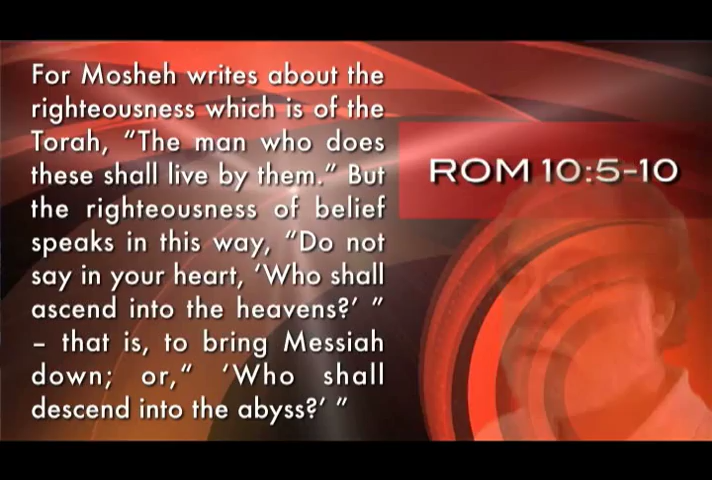 For Mosheh writes about the
righteousness which is of the
Torah, “The man who does
these shall live by them.” But
the righteousness of belief
speaks in this way, “Do not
say in your heart, ‘Who shall
ascend into the heavens?’ ”
– that is, to bring Messiah
down; or,“ ‘Who shall
descend into the abyss?’ ”
ROM 10:5-10